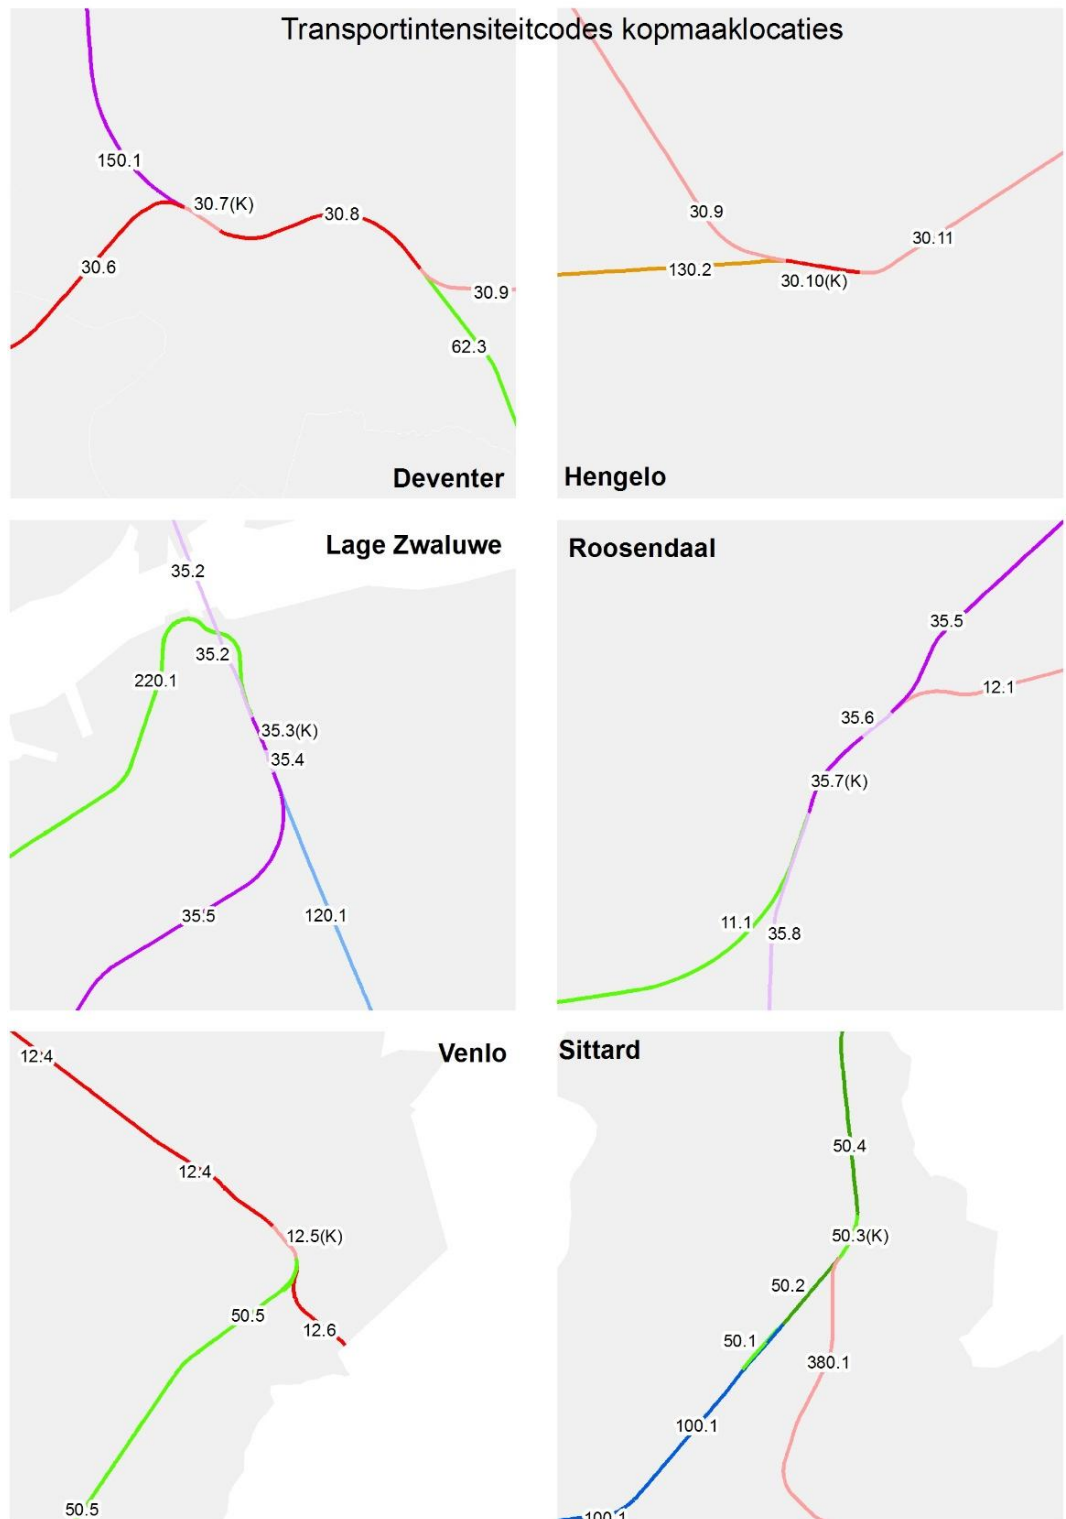 Transportintensiteitcodes kopmaaklocaties
150.1
30.7(K)
30.8
30.6
30.9
62.3
Deventer
30.9
30.11
130.2
30.10(K)
Hengelo
Lage Zwaluwe
35.2
35.2
220.1
35.3(K)
35.4
35.5
120.1
Roosendaal
35.5
12.1
35.6
35.7(K)
11.1
35.8
Venlo
12.4
12.4
12.5(K)
50.5
12.6
50.5
Sittard
50.4
50.3(K)
50.2
50.1
380.1
100.1
100.1